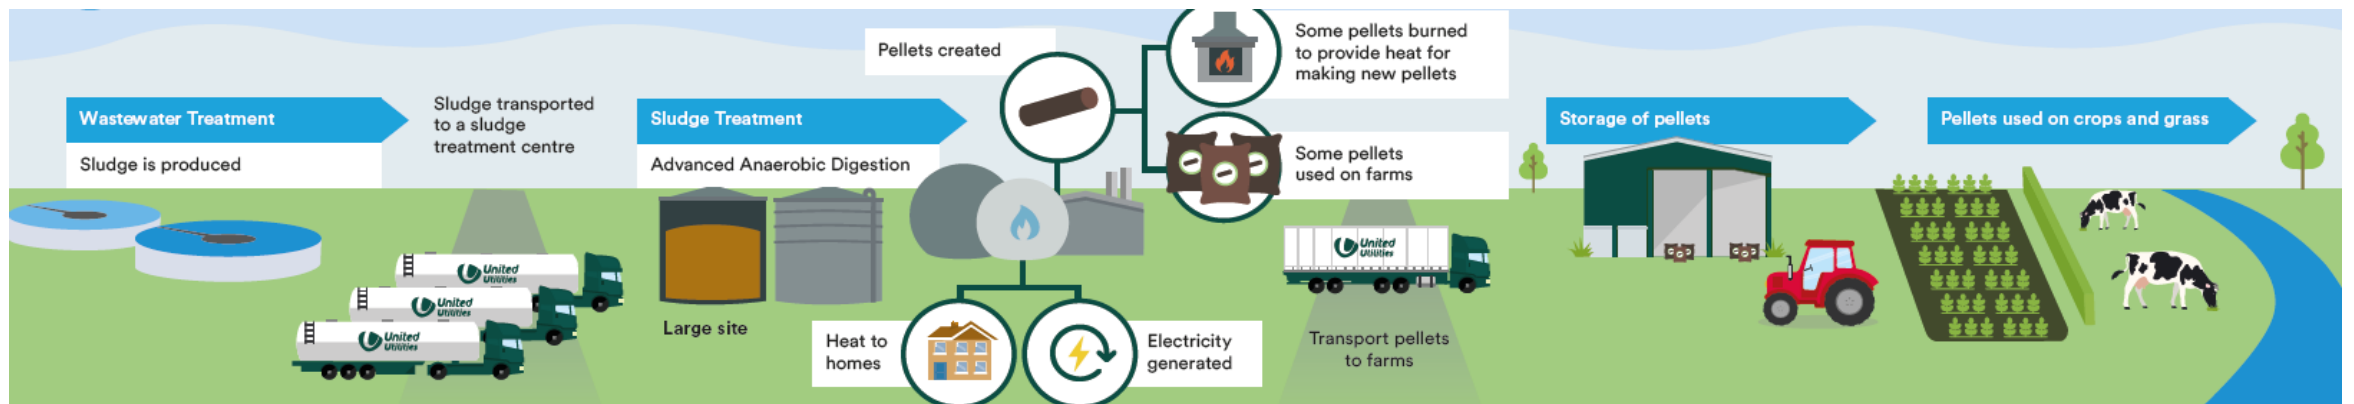 Wastewater Treatment
Sludge is produced
Sludge transported
to a sludge
treatment centre
United
Utilities
United
Utilities
United
Utilities
Sludge Treatment
Advanced Anaerobic Digestion
Large site
Pellets created
Some pellets burned
to provide heat for
making new pellets
Some pellets
used on farms
Heat to
homes
Electricity
generated
United
Utilities
Transport pellets
to farms
Storage of pellets
Pellets used on crops and grass